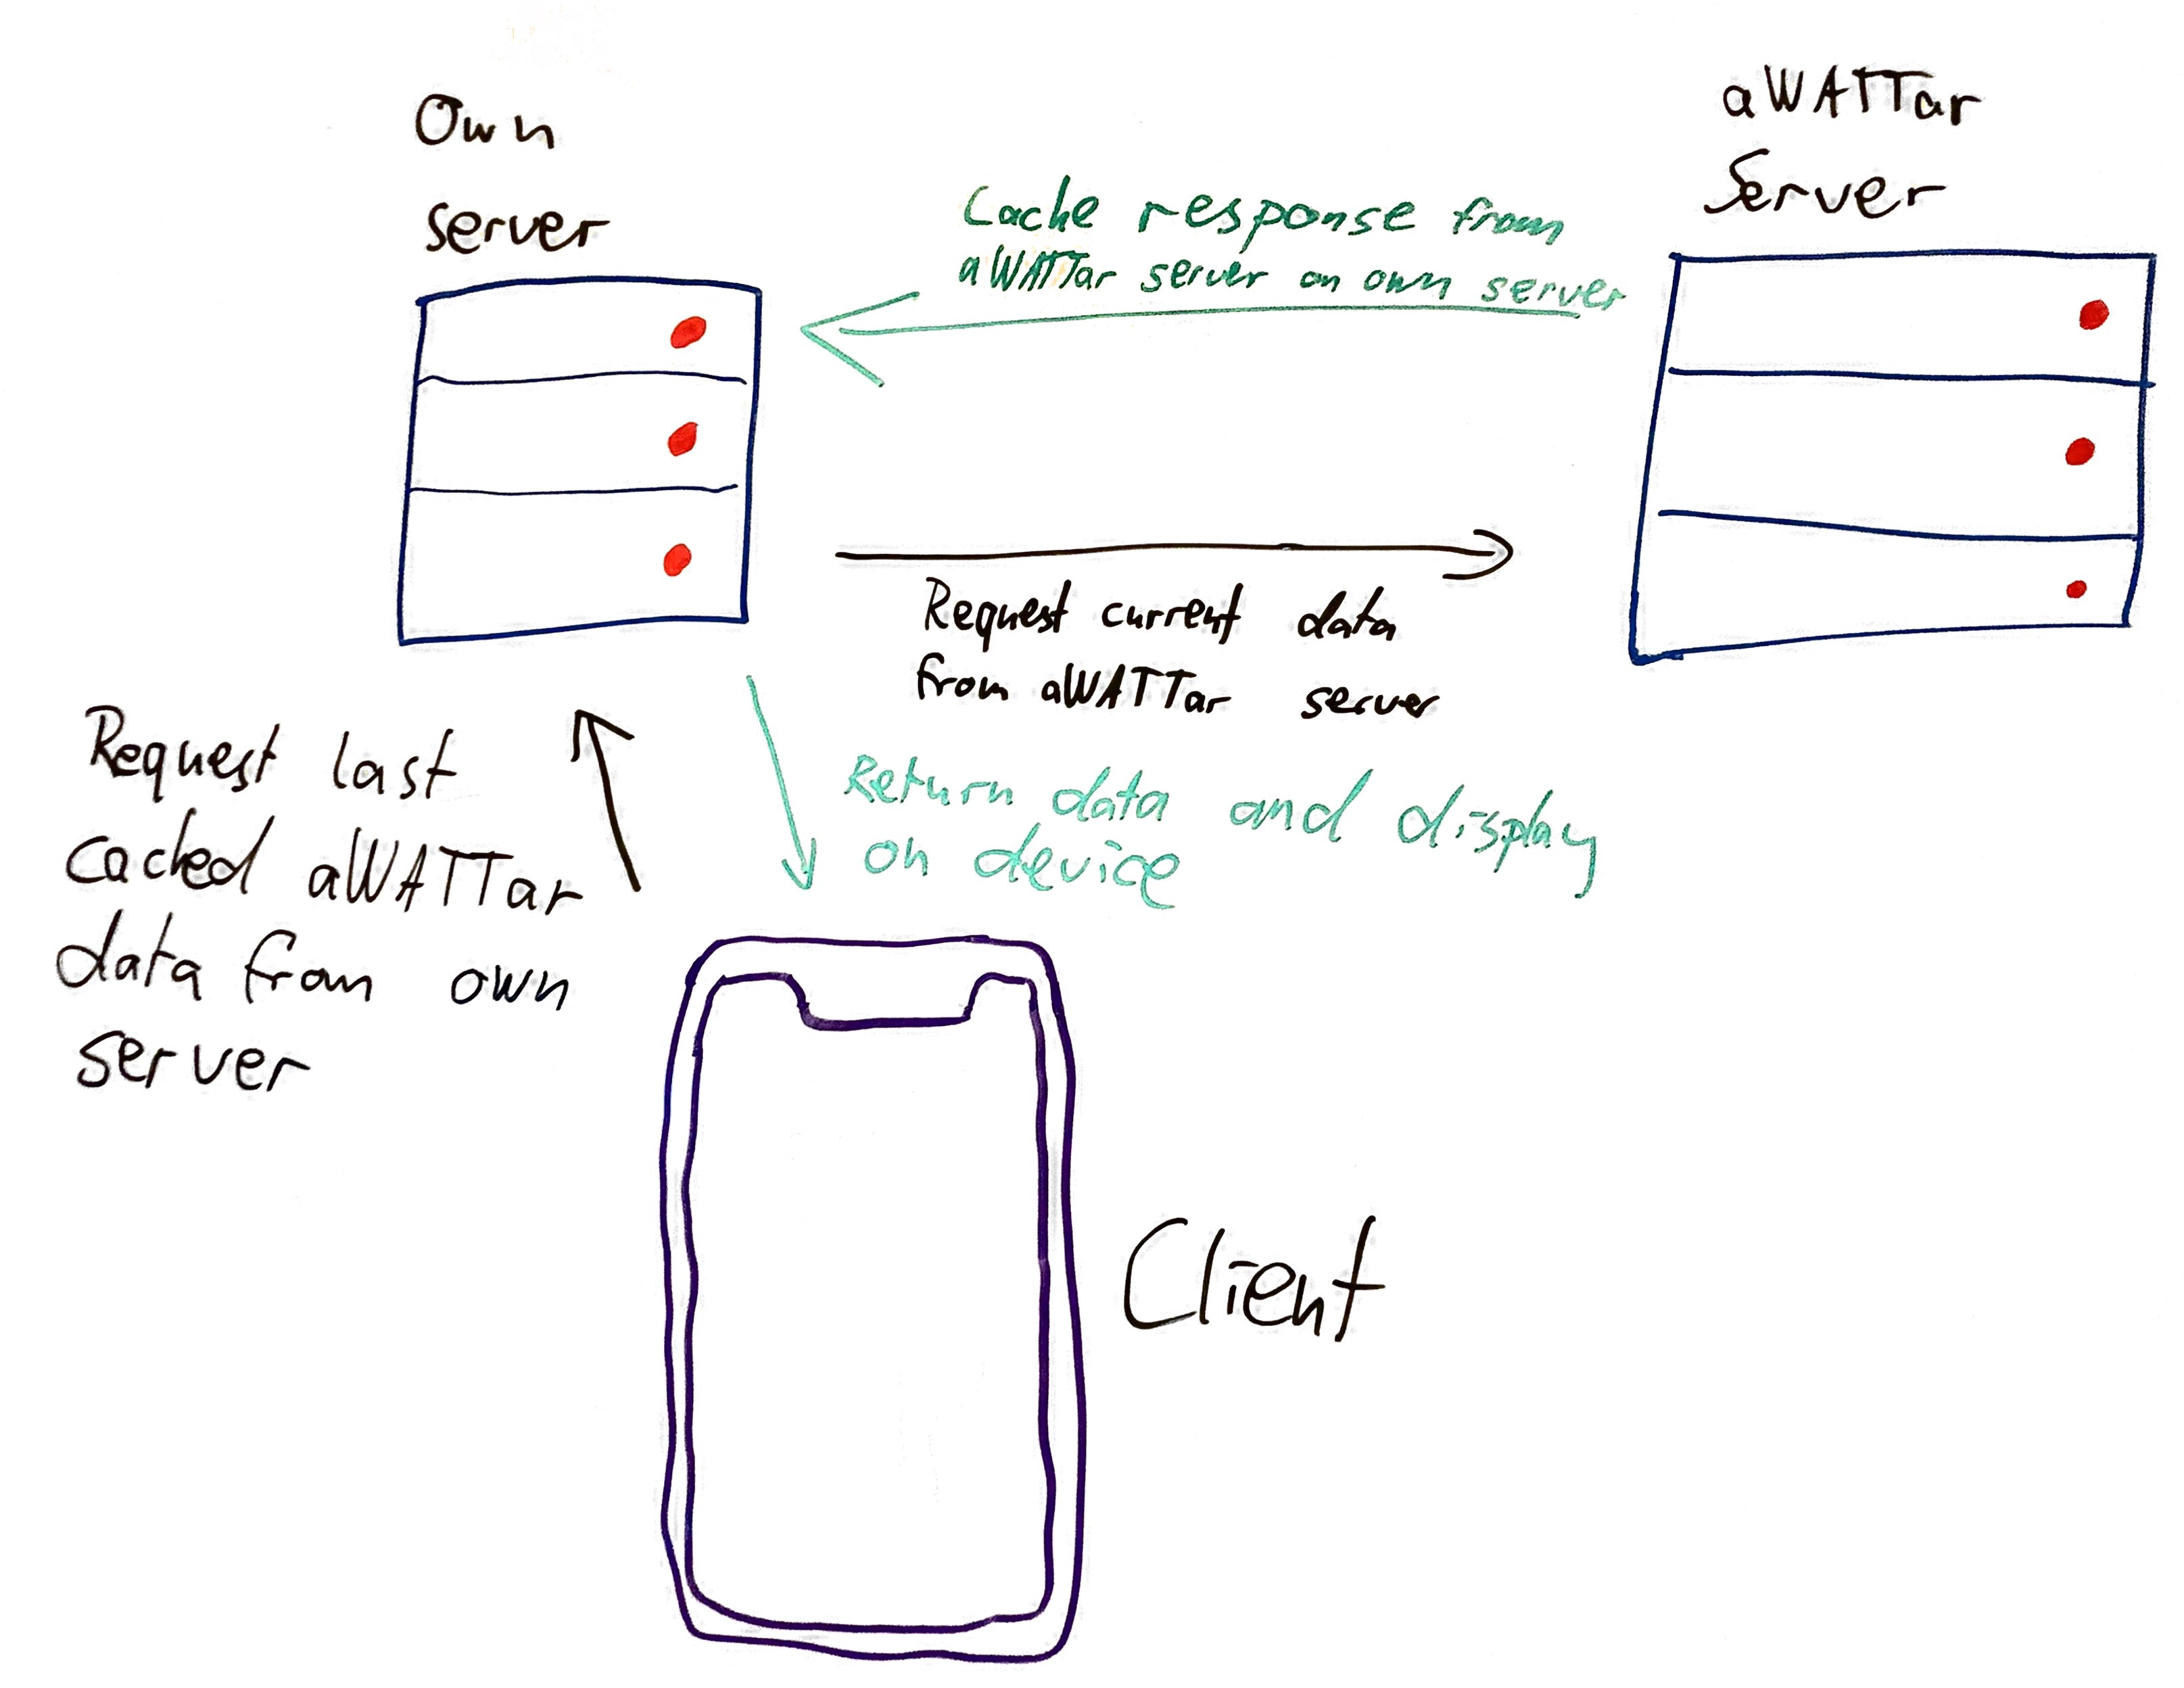 Own
server
aWATTar
Server
Cache response from
aWATTar server on own server
Request current data
from aWATTar server
Request last
cached aWATTar
data from own
server
Return data and display
on device
Client